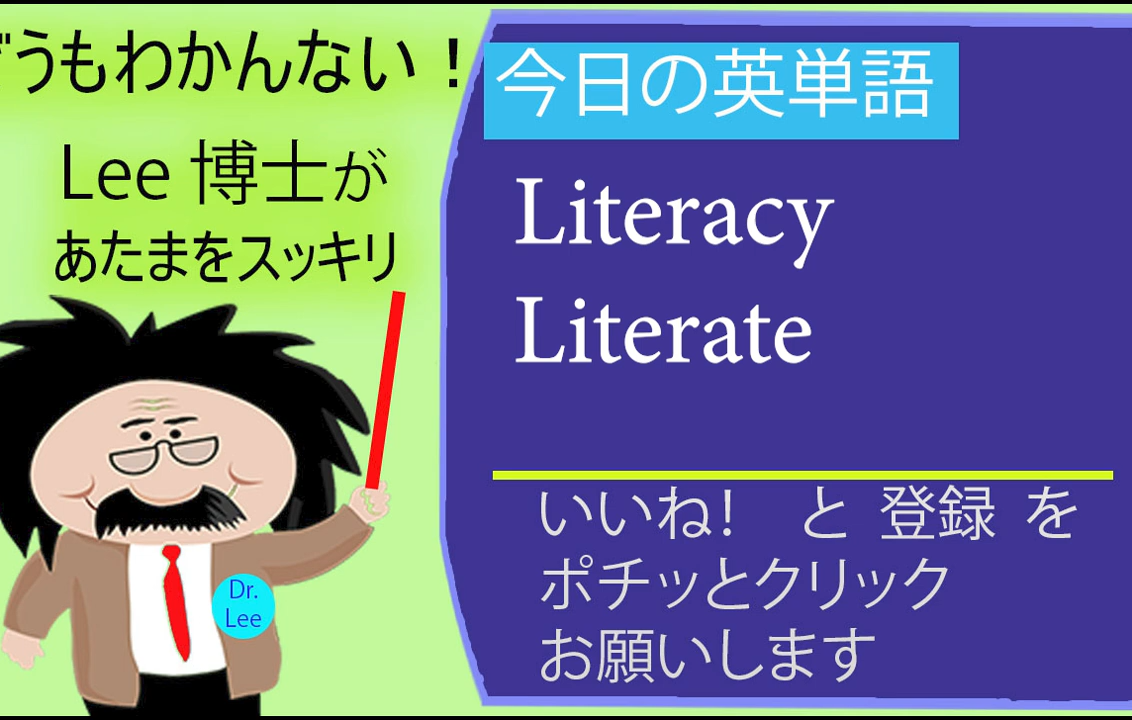 どうもわかんない！
Lee 博士が
あたまをスッキリ
Dr.
Lee
今日の英単語
Literacy
Literate
いいね！ と 登録 を
ポチッとクリック
お願いします